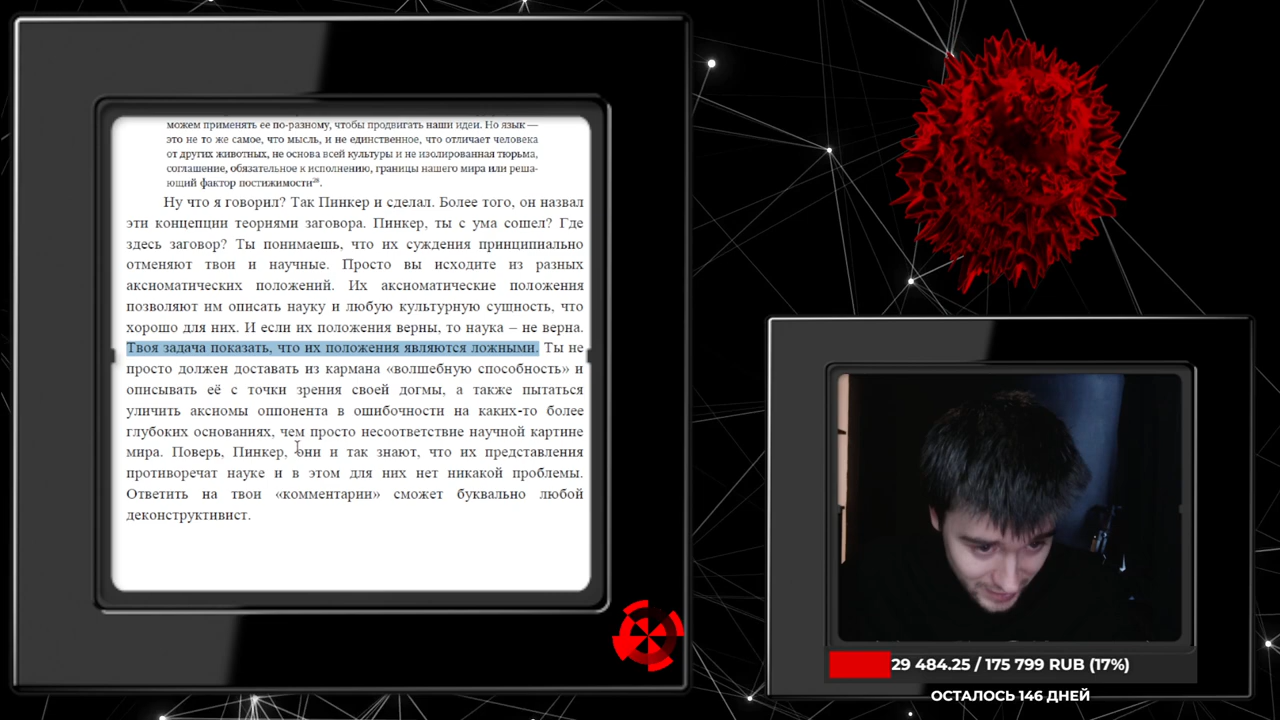 можем применять ее по-разному, чтобы продвигать наши идеи. Но язык —
это не то же самое, что мысль, и не единственное, что отличает человека
от других животных, не основа всей культуры и не изолированная тюрьма,
соглашение, обязательное к исполнению, границы нашего мира или реша-
ющий фактор постижимости²⁸.
Ну что я говорил? Так Пинкер и сделал. Более того, он назвал
эти концепции теориями заговора. Пинкер, ты с ума сошел? Где
здесь заговор? Ты понимаешь, что их суждения принципиально
отменяют твои и научные. Просто вы исходите из разных
аксиоматических положений. Их аксиоматические положения
позволяют им описать науку и любую культурную сущность, что
хорошо для них. И если их положения верны, то наука – не верна.
Твоя задача показать, что их положения являются ложными. Ты не
просто должен доставать из кармана «волшебную способность» и
описывать её с точки зрения своей догмы, а также пытаться
уличить аксиомы оппонента в ошибочности на каких-то более
глубоких основаниях, чем просто несоответствие научной картине
мира. Поверь, Пинкер, они и так знают, что их представления
противоречат науке и в этом для них нет никакой проблемы.
Ответить на твои «комментарии» сможет буквально любой
деконструктивист.
29 484.25 / 175 799 RUB (17%)
ОСТАЛОСЬ 146 ДНЕЙ